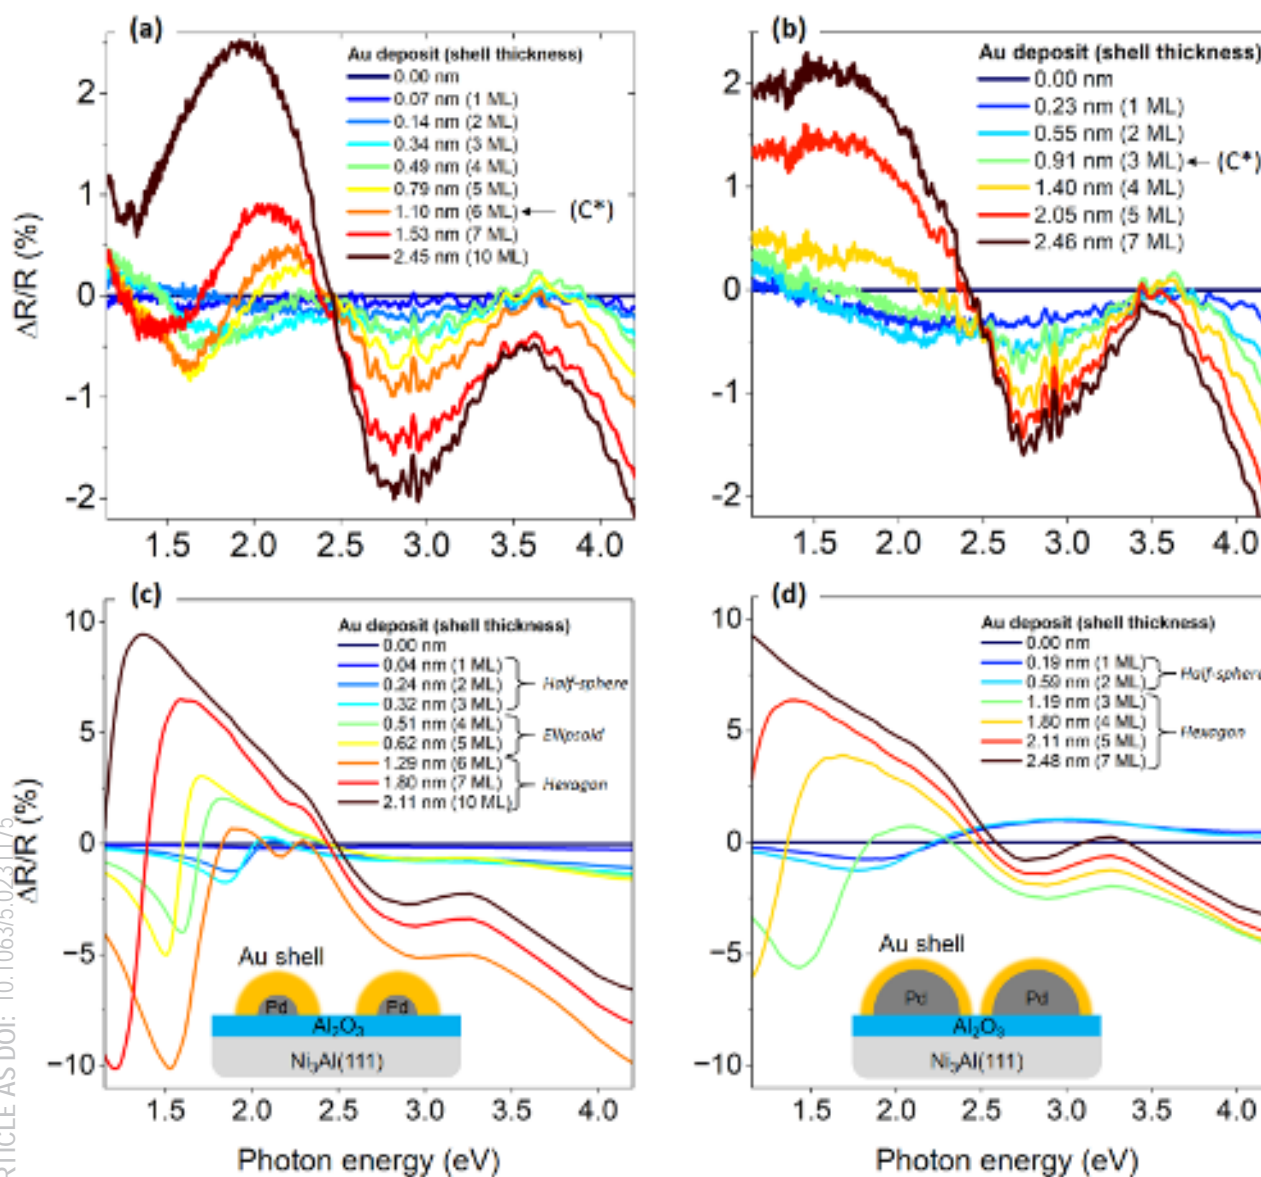 (a)
Au deposit (shell thickness)
0.00 nm
0.07 nm (1 ML)
0.14 nm (2 ML)
0.34 nm (3 ML)
0.49 nm (4 ML)
0.79 nm (5 ML)
1.10 nm (6 ML) (C*)
1.53 nm (7 ML)
2.45 nm (10 ML)
ΔR/R (%)
2
1
0
-1
-2
1.5 2.0 2.5 3.0 3.5 4.0
(b)
Au deposit (shell thickness)
0.00 nm
0.23 nm (1 ML)
0.55 nm (2 ML)
0.91 nm (3 ML) (C*)
1.40 nm (4 ML)
2.05 nm (5 ML)
2.46 nm (7 ML)
2
1
0
-1
-2
1.5 2.0 2.5 3.0 3.5 4.0
(c)
Au deposit (shell thickness)
0.00 nm
0.04 nm (1 ML)
0.24 nm (2 ML) Half-sphere
0.32 nm (3 ML)
0.51 nm (4 ML)
Ellipsoid
0.62 nm (5 ML)
1.29 nm (6 ML)
1.80 nm (7 ML) Hexagon
2.11 nm (10 ML)
ΔR/R (%)
10
5
0
−5
−10
Au shell
Pd Pd
Al2O3
Ni3Al(111)
1.5 2.0 2.5 3.0 3.5 4.0
Photon energy (eV)
(d)
Au deposit (shell thickness)
0.00 nm
0.19 nm (1 ML)
Half-sphere
0.59 nm (2 ML)
1.19 nm (3 ML)
1.80 nm (4 ML)
Hexagon
2.11 nm (5 ML)
2.48 nm (7 ML)
10
5
0
−5
−10
Au shell
Pd Pd
Al2O3
Ni3Al(111)
1.5 2.0 2.5 3.0 3.5 4.0
Photon energy (eV)
AS DOI: 10.1063/5.0231175